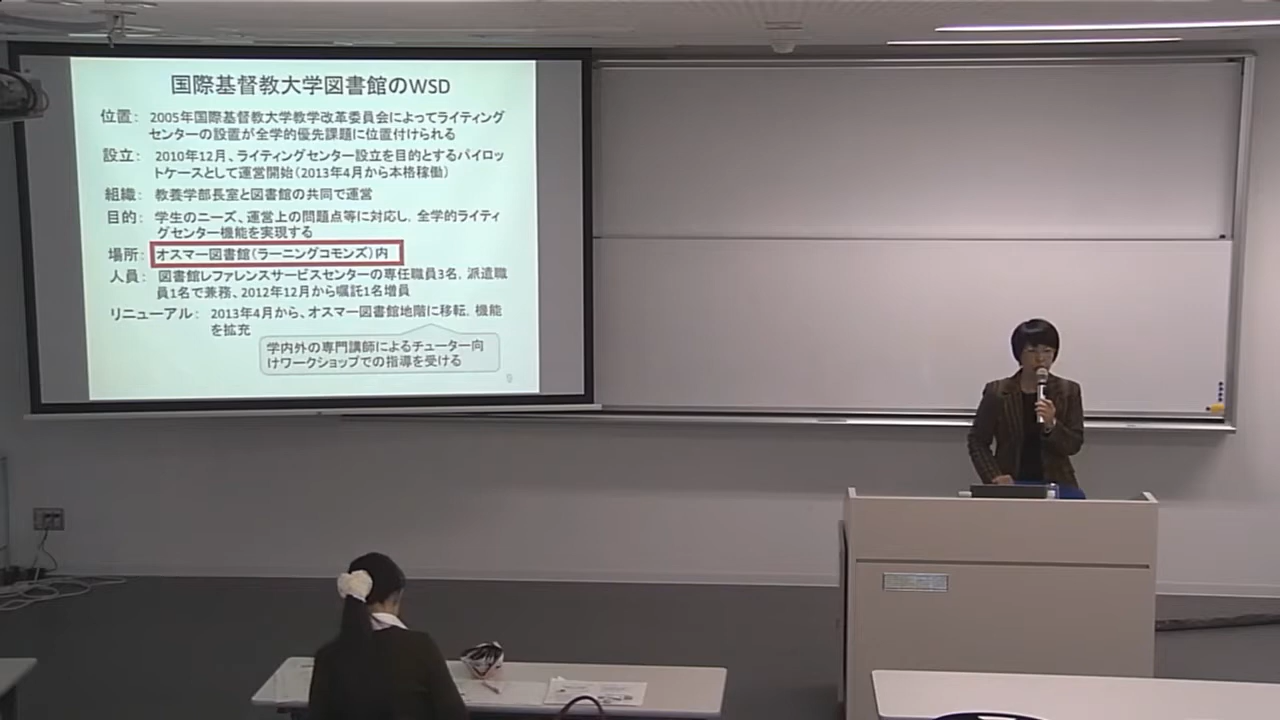 国際基督教大学図書館のWSD
位置： 2005年国際基督教大学教学改革委員会によってライティング
センターの設置が全学的優先課題に位置付けられる
設立： 2010年12月、ライティングセンター設立を目的とするパイロッ
トケースとして運営開始（2013年4月から本格稼働）
組織： 教養学部長室と図書館の共同で運営
目的： 学生のニーズ、運営上の問題点等に対応し，全学的ライティ
グセンター機能を実現する
場所： オスマー図書館（ラーニングコモンズ）内
人員： 図書館レファレンスサービスセンターの専任職員3名，派遣職
員1名で兼務、2012年12月から嘱託1名増員
リニューアル： 2013年4月から、オスマー図書館地階に移転，機能
を拡充
学内外の専門講師によるチューター向
けワークショップでの指導を受ける
9